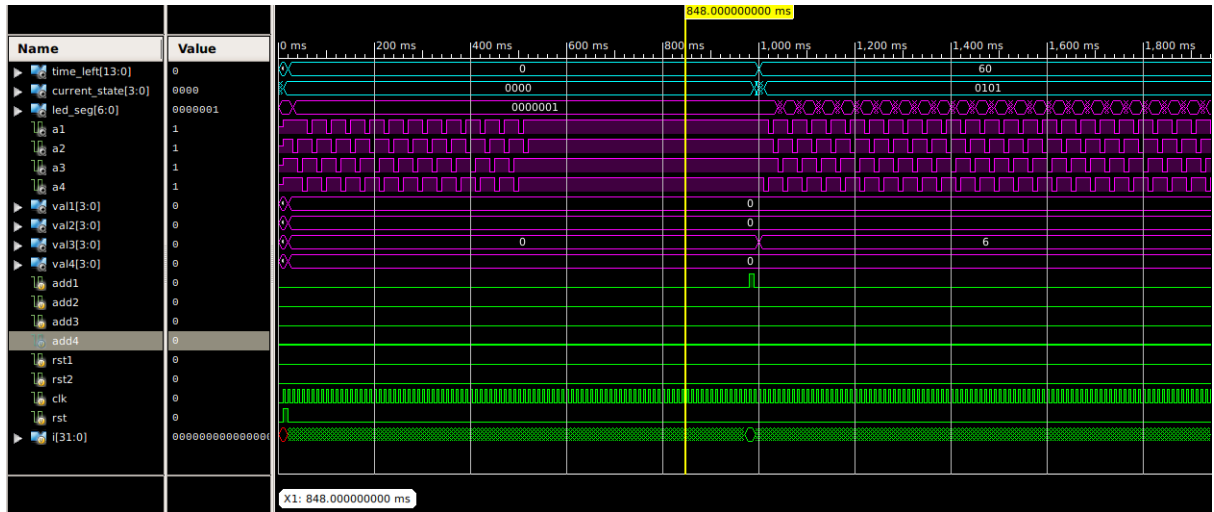 848.000000000 ms
Name Value 0 ms 200 ms 400 ms 600 ms 800 ms 1,000 ms 1,200 ms 1,400 ms 1,600 ms 1,800 ms
time_left[13:0] 0 0 60
current_state[3:0] 0000 0000 0101
led_seg[6:0] 0000001 0000001
a1 1
a2 1
a3 1
a4 1
val1[3:0] 0 0
val2[3:0] 0 0
val3[3:0] 0 0 6
val4[3:0] 0 0
add1 0
add2 0
add3 0
add4 0
rst1 0
rst2 0
clk 0
rst 0
i[31:0] 000000000000000
X1: 848.000000000 ms